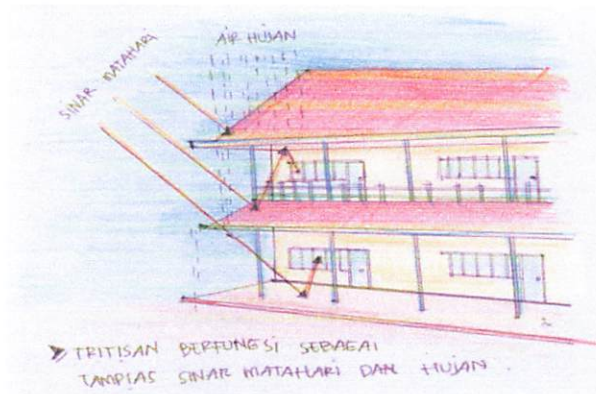 SINAR MATAHARI
AIR HUJAN
TRITISAN BERFUNGSI SEBAGAI
TAMPIAS SINAR MATAHARI DAN HUJAN.